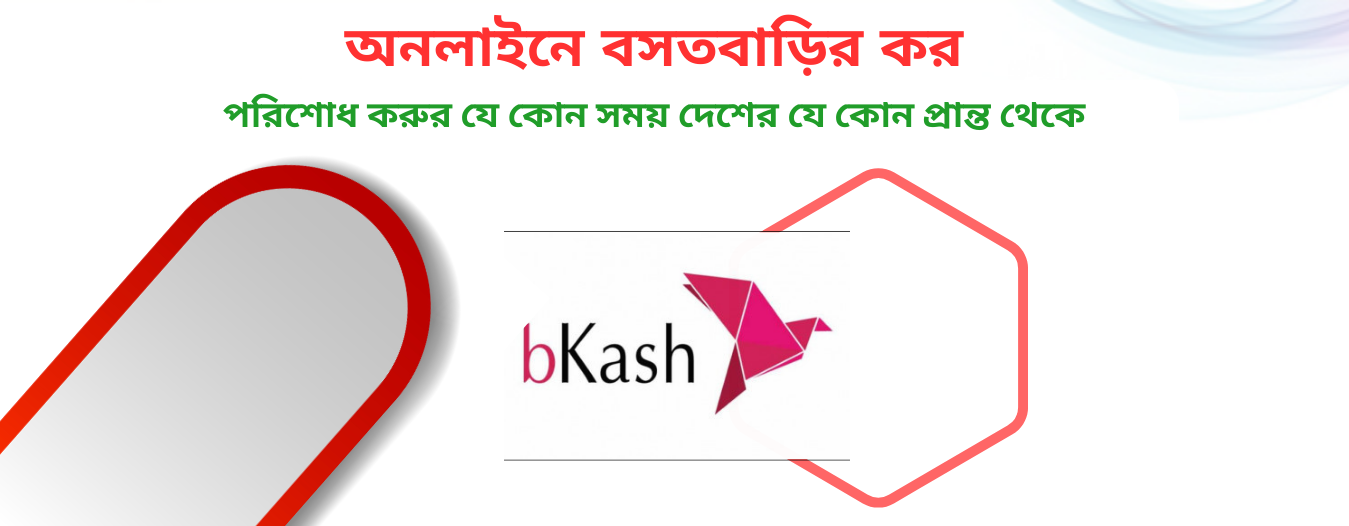 অনলাইনে বসতবাড়ির কর
পরিশোধ করুর যে কোন সময় দেশের যে কোন প্রান্ত থেকে
bKash